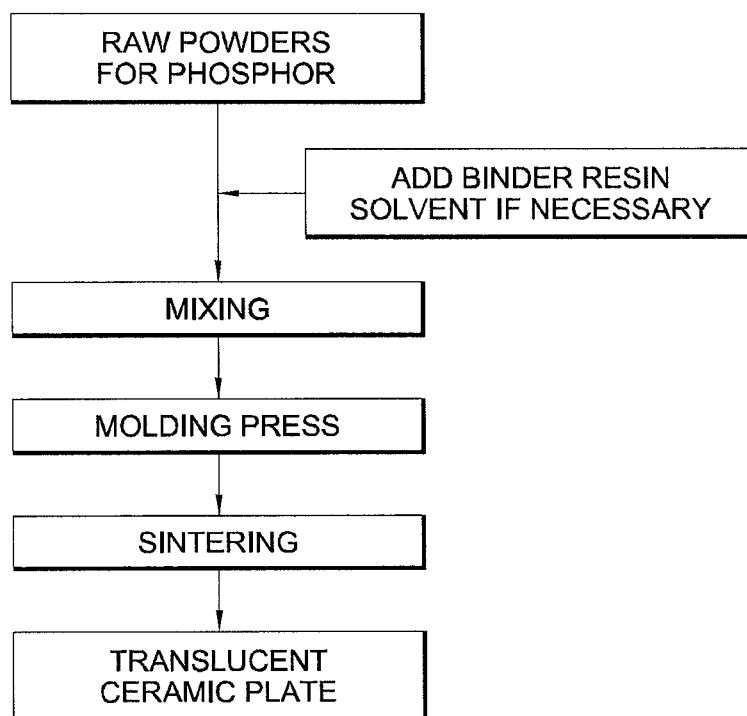 RAW POWDERS
FOR PHOSPHOR
ADD BINDER RESIN
SOLVENT IF NECESSARY
MIXING
MOLDING PRESS
SINTERING
TRANSLUCENT
CERAMIC PLATE